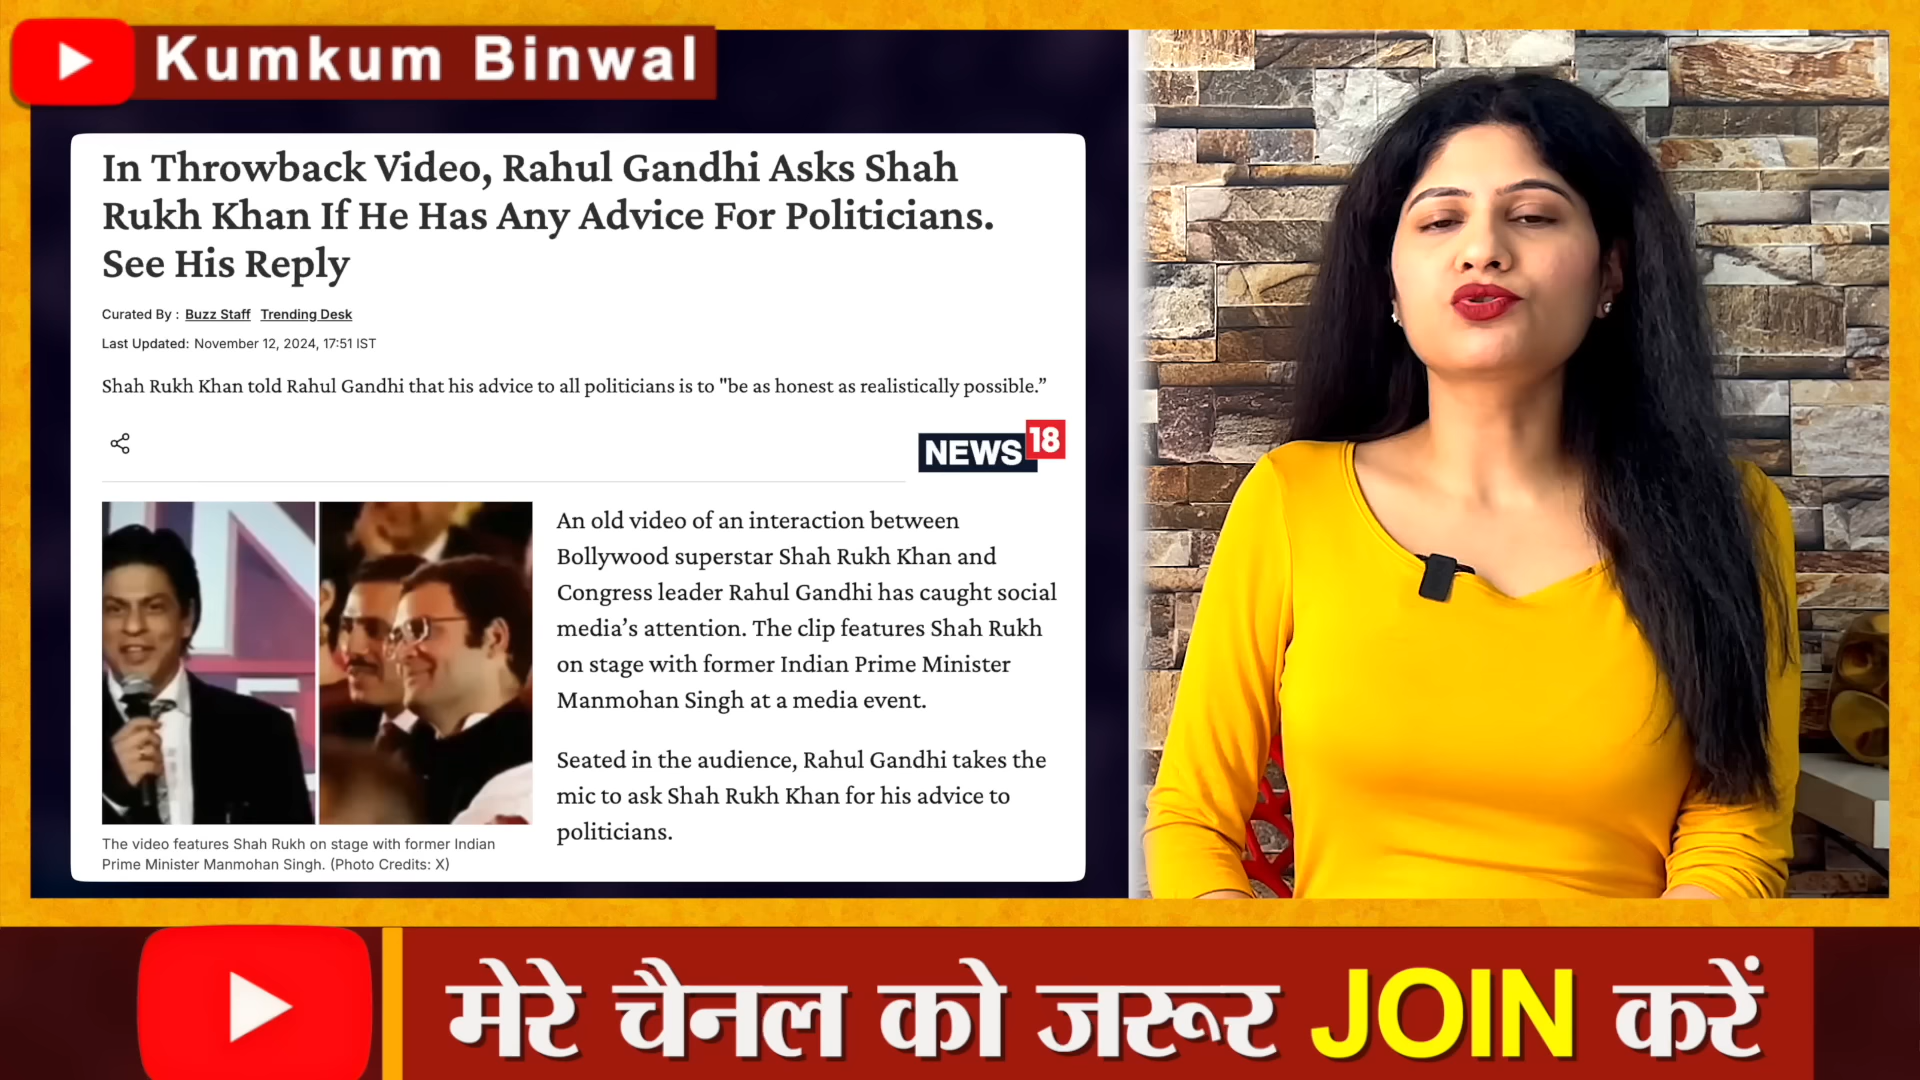 Kumkum Binwal
In Throwback Video, Rahul Gandhi Asks Shah
Rukh Khan If He Has Any Advice For Politicians.
See His Reply
Curated By : Buzz Staff Trending Desk
Last Updated: November 12, 2024, 17:51 IST
Shah Rukh Khan told Rahul Gandhi that his advice to all politicians is to "be as honest as realistically possible.”
NEWS 18
An old video of an interaction between
Bollywood superstar Shah Rukh Khan and
Congress leader Rahul Gandhi has caught social
media’s attention. The clip features Shah Rukh
on stage with former Indian Prime Minister
Manmohan Singh at a media event.
Seated in the audience, Rahul Gandhi takes the
mic to ask Shah Rukh Khan for his advice to
politicians.
The video features Shah Rukh on stage with former Indian
Prime Minister Manmohan Singh. (Photo Credits: X)
मेरे चैनल को जरूर JOIN करें